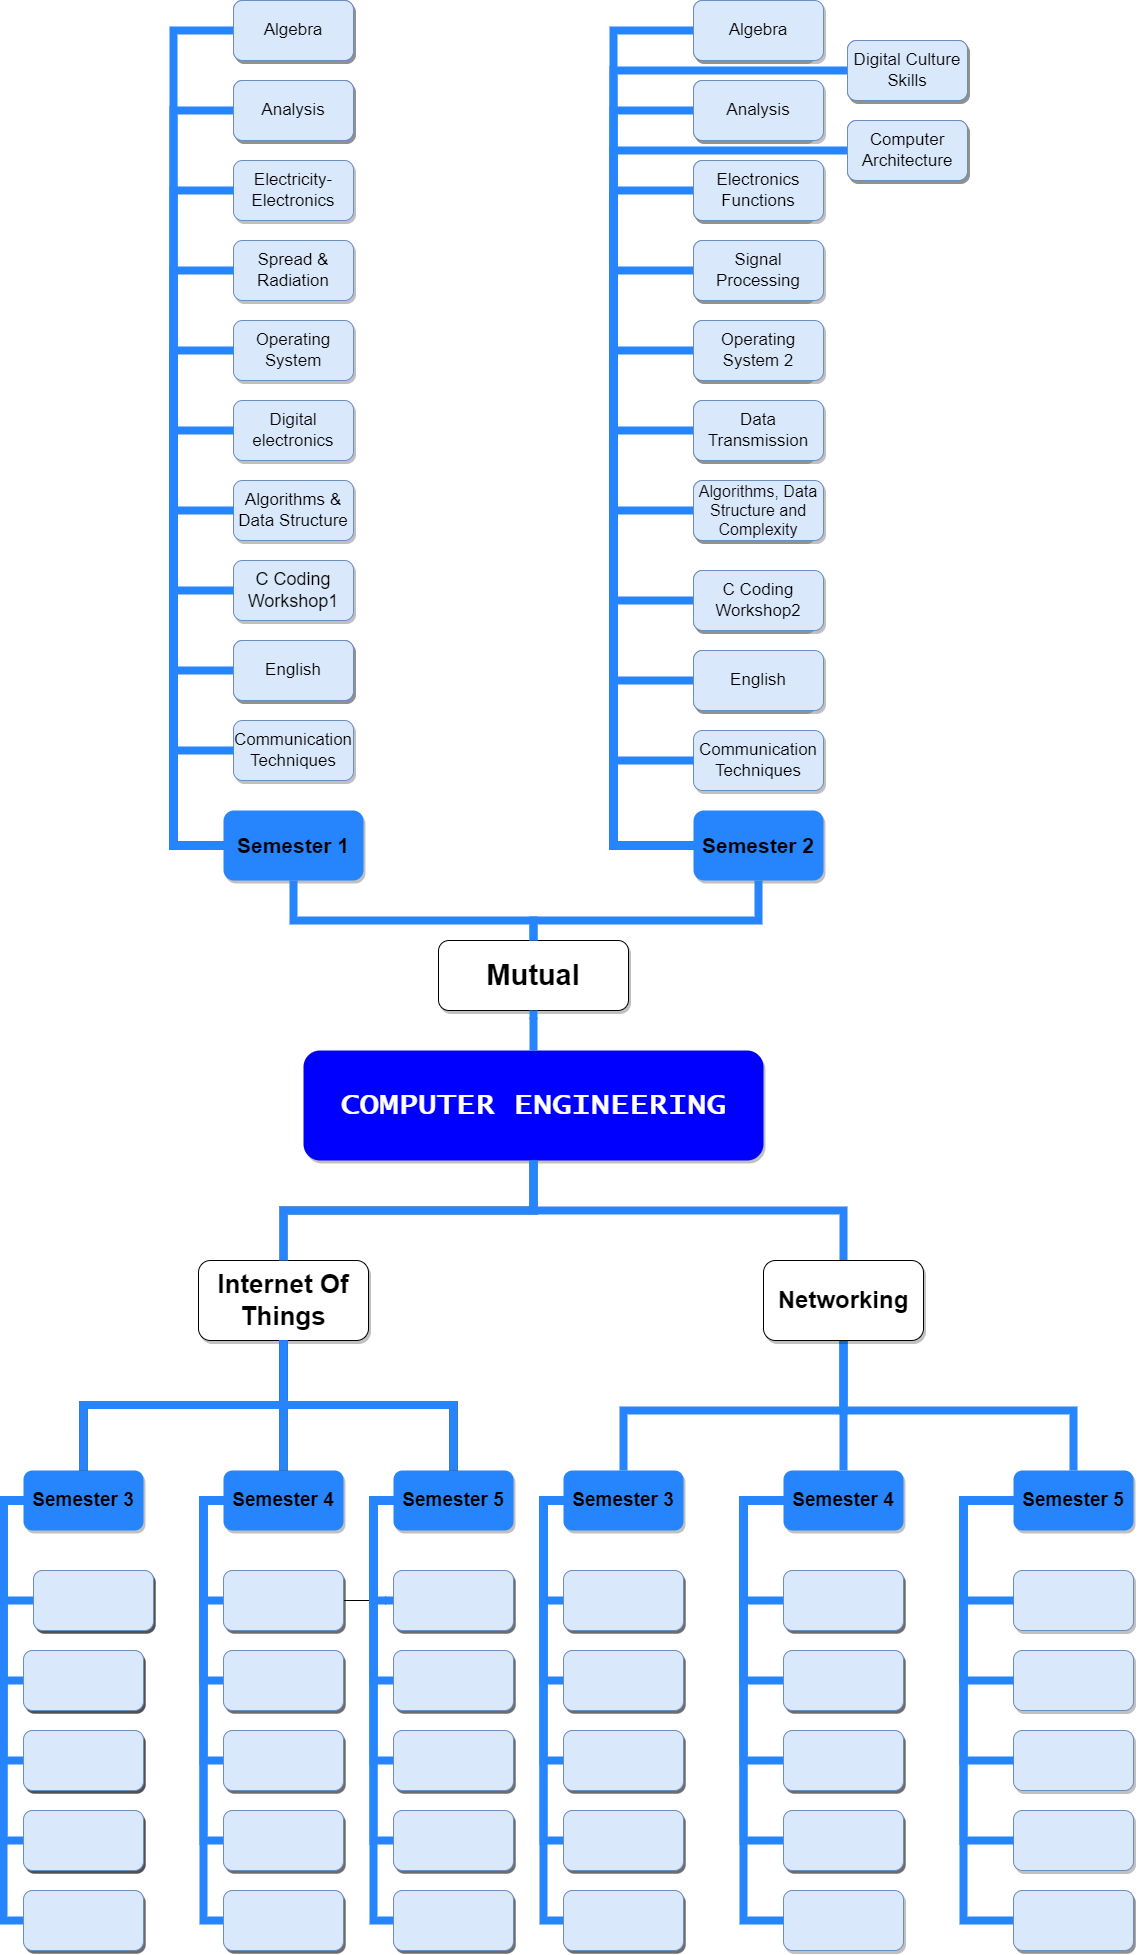 Algebra
Analysis
Electricity-
Electronics
Spread &
Radiation
Operating
System
Digital
electronics
Algorithms &
Data Structure
C Coding
Workshop1
English
Communication
Techniques
Semester 1
Algebra
Digital Culture
Skills
Analysis
Computer
Architecture
Electronics
Functions
Signal
Processing
Operating
System 2
Data
Transmission
Algorithms, Data
Structure and
Complexity
C Coding
Workshop2
English
Communication
Techniques
Semester 2
Mutual
COMPUTER ENGINEERING
Internet Of
Things
Networking
Semester 3
Semester 4
Semester 5
Semester 3
Semester 4
Semester 5